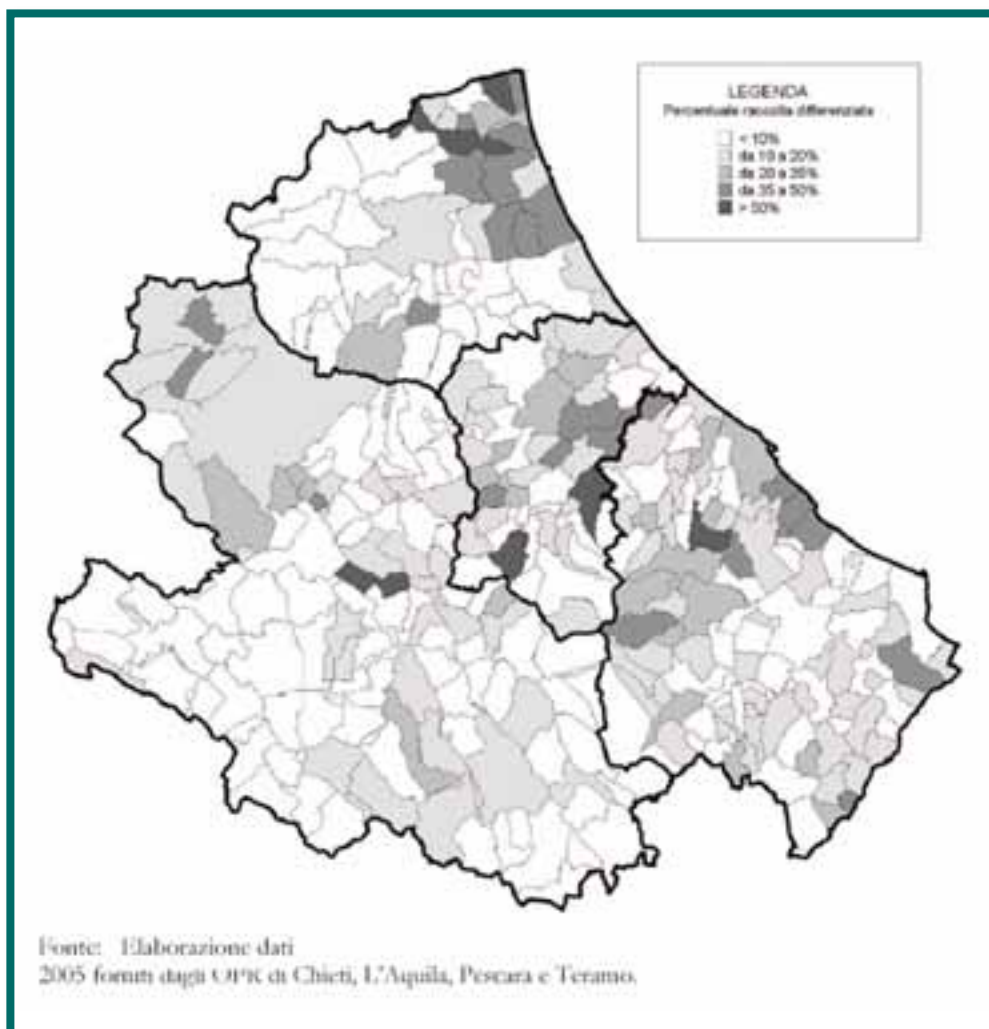 LEGENDA
Percentuale raccolta differenziata
< 10%
da 10 a 20%
da 20 a 35%
da 35 a 50%
> 50%
Fonte: Elaborazione dati
2005 forniti dagli OPR di Chieti, L'Aquila, Pescara e Teramo.